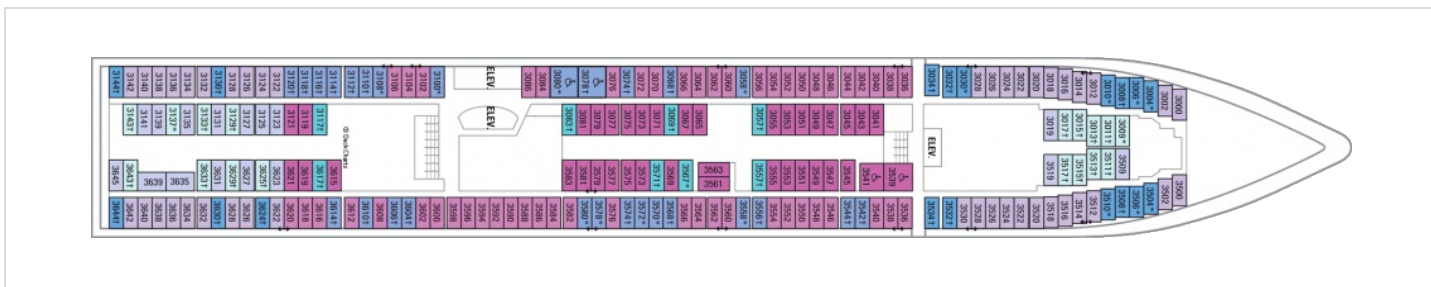 3144† 3142 3140 3138 3136 3134 3132 3130† 3128 3126 3124 3122 3120† 3118† 3116† 3114† 3112† 3110† 3108* 3106 3104 3102 3100* ELEV. 3086 3084 3080* 3078† 3076 3074† 3072 3070 3068† 3066 3064 3062 3060 3058* 3056 3054 3052 3050 3048 3046 3044 3042 3040 3038 3036 3034† 3032† 3030* 3028 3026 3024 3022 3020 3018 3016 3014 3012 3010* 3008† 3006* 3004* 3002 3000
3143† 3141 3139 3137* 3135 3133† 3131 3129† 3127 3125 3123 3121 3119 3117† ELEV. 3083† 3081 3079 3077 3075 3073 3071 3069† 3067 3065 3057† 3055 3053 3051 3049 3047 3045 3043 3041 3019 3017† 3015† 3013† 3011† 3009*
© Deck Charts
ELEV.
3645 3643† 3639 3635 3633† 3631 3629† 3627 3625† 3623 3621 3619 3617† 3615 3583 3581 3579 3577 3575 3573 3571† 3569 3567* 3563 3561 3557† 3555 3553 3551 3549 3547 3545 3541 3539 3519 3517† 3515† 3513† 3511† 3509
3644† 3642 3640 3638 3636 3634 3632 3630† 3628 3626 3624† 3622 3620 3618 3616 3614† 3612 3610† 3608 3606† 3604† 3602 3600 3598 3596 3594 3592 3590 3588 3586 3584 3582 3580* 3578* 3576 3574† 3572* 3570* 3568† 3566 3564 3562 3560 3558* 3556† 3554 3552 3550 3548 3546 3544† 3542† 3540 3538 3536 3534† 3532† 3530 3528 3526 3524 3522 3520 3518 3516 3514 3512 3510* 3508† 3506* 3504* 3502 3500